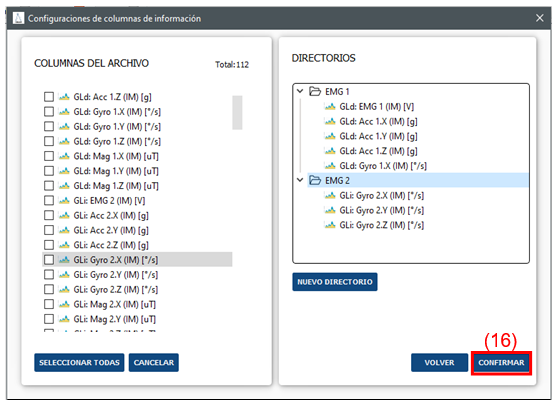 Configuraciones de columnas de información
COLUMNAS DEL ARCHIVO
Total:112
GLd: Acc 1.Z (IM) [g]
GLd: Gyro 1.X (IM) [°/s]
GLd: Gyro 1.Y (IM) [°/s]
GLd: Gyro 1.Z (IM) [°/s]
GLd: Mag 1.X (IM) [uT]
GLd: Mag 1.Y (IM) [uT]
GLd: Mag 1.Z (IM) [uT]
GLi: EMG 2 (IM) [V]
GLi: Acc 2.X (IM) [g]
GLi: Acc 2.Y (IM) [g]
GLi: Acc 2.Z (IM) [g]
GLi: Gyro 2.X (IM) [°/s]
GLi: Gyro 2.Y (IM) [°/s]
GLi: Gyro 2.Z (IM) [°/s]
GLi: Mag 2.X (IM) [uT]
GLi: Mag 2.Y (IM) [uT]
SELECCIONAR TODAS
CANCELAR
DIRECTORIOS
EMG 1
GLd: EMG 1 (IM) [V]
GLd: Acc 1.X (IM) [g]
GLd: Acc 1.Y (IM) [g]
GLd: Acc 1.Z (IM) [g]
GLd: Gyro 1.X (IM) [°/s]
EMG 2
GLi: Gyro 2.X (IM) [°/s]
GLi: Gyro 2.Y (IM) [°/s]
GLi: Gyro 2.Z (IM) [°/s]
NUEVO DIRECTORIO
(16)
VOLVER
CONFIRMAR